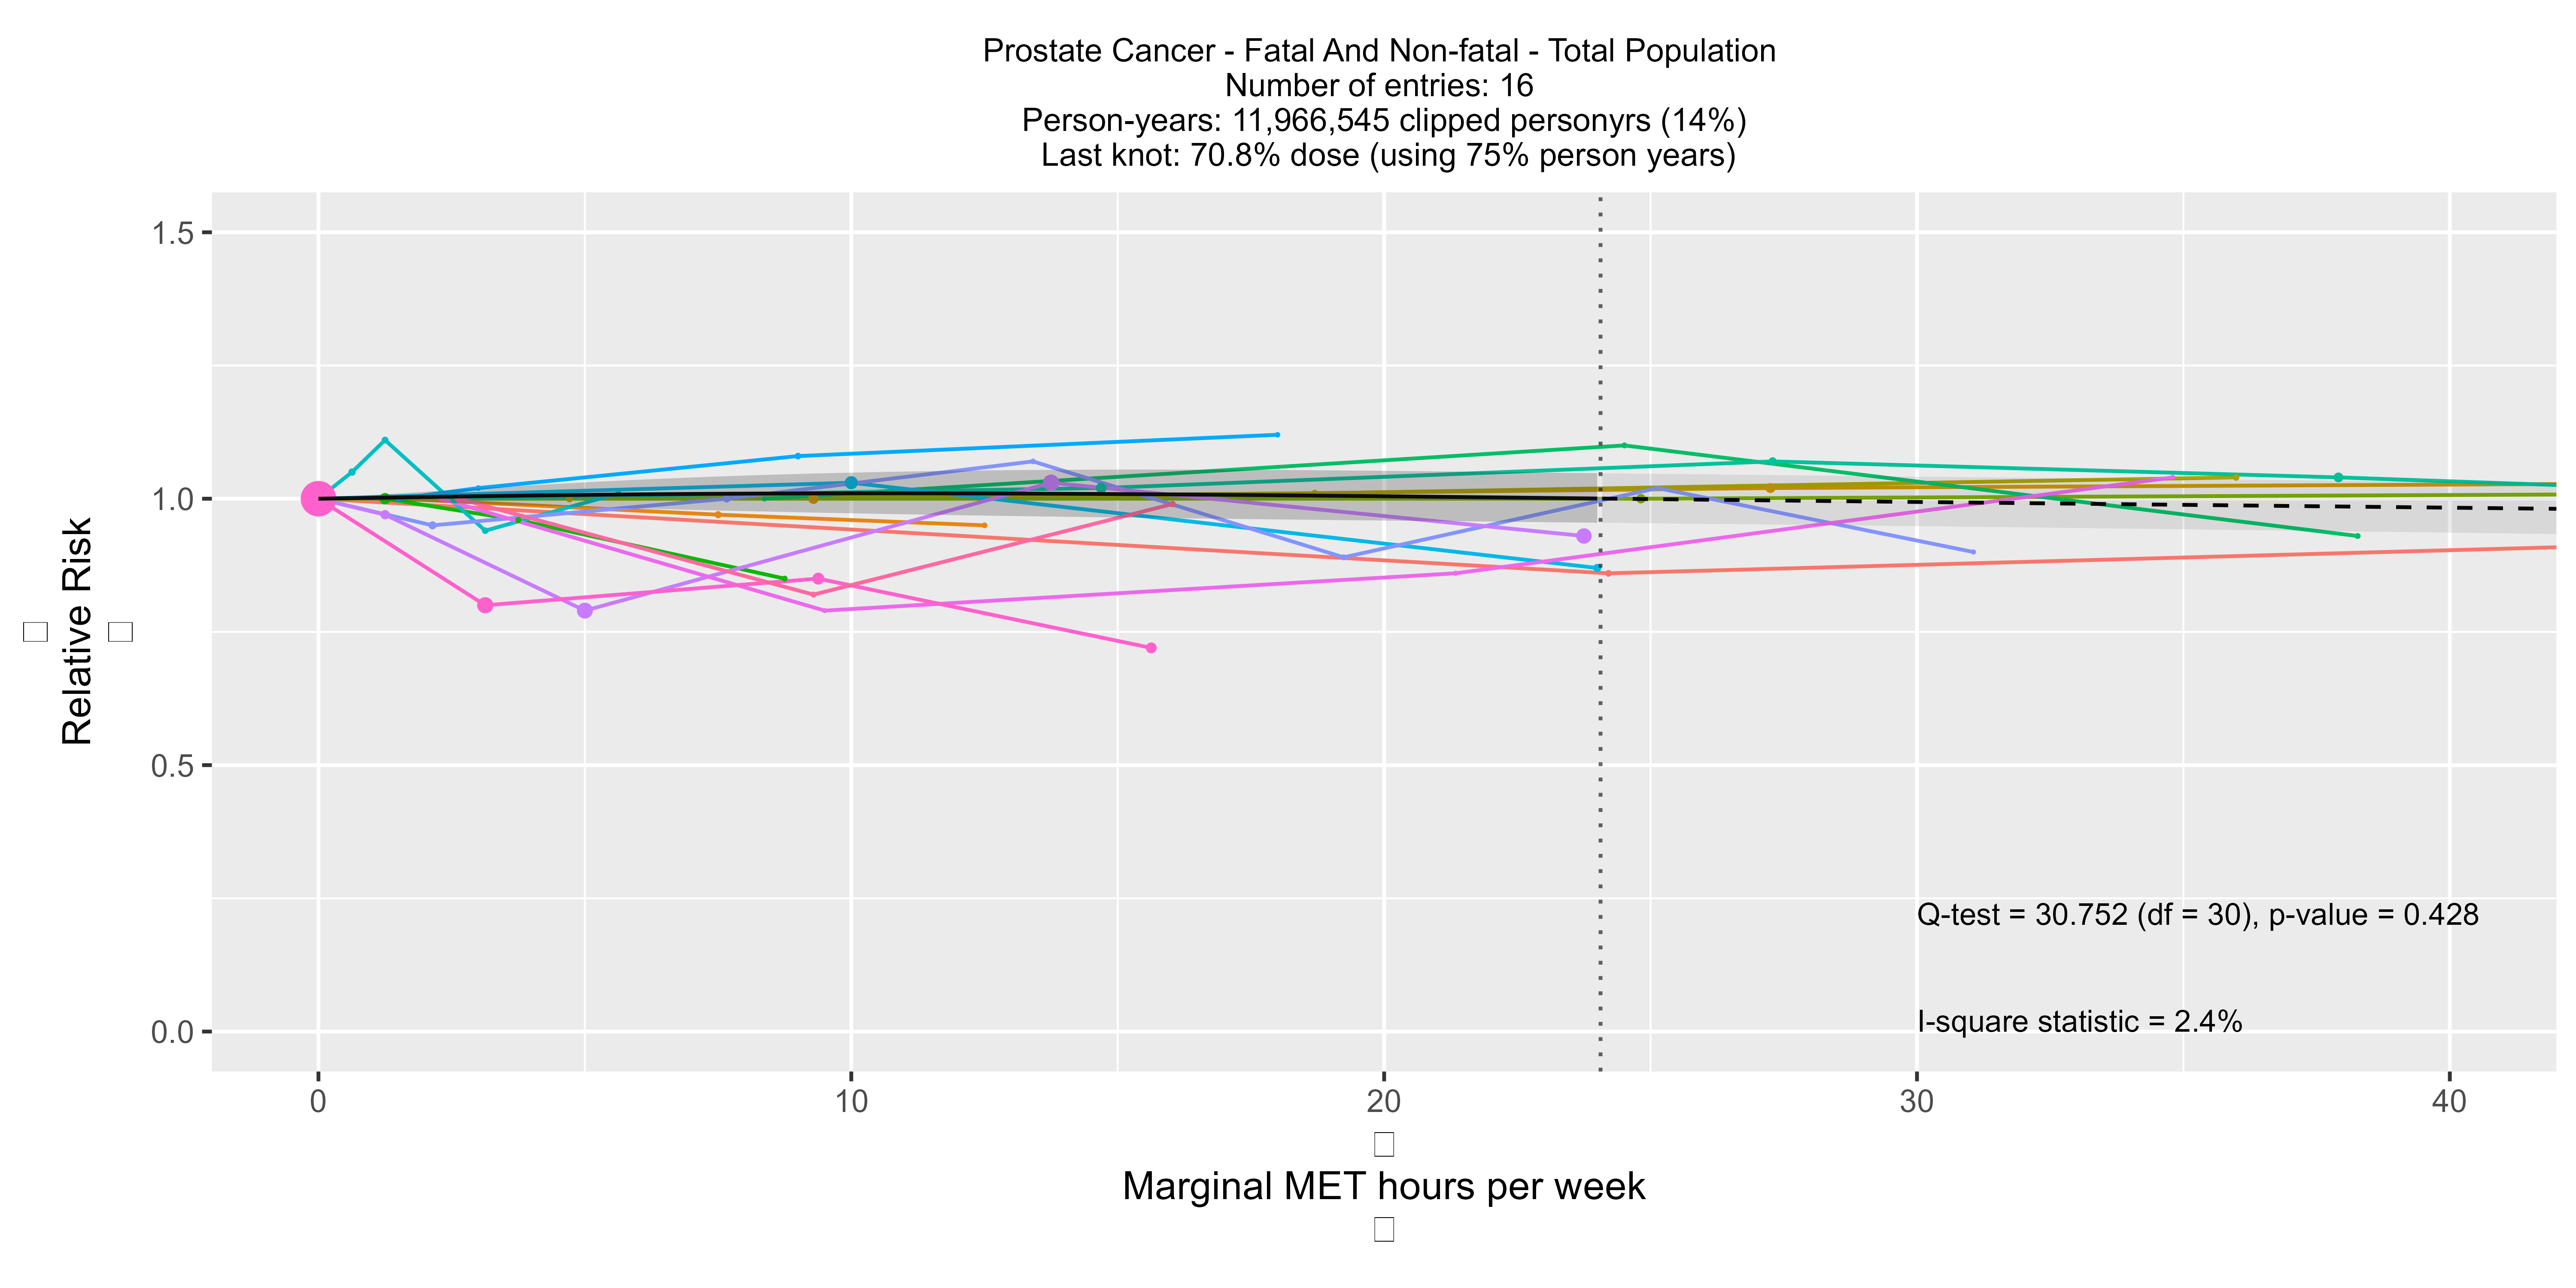 Prostate Cancer - Fatal And Non-fatal - Total Population
Number of entries: 16
Person-years: 11,966,545 clipped personyrs (14%)
Last knot: 70.8% dose (using 75% person years)
1.5
1.0
0.5
0.0
Relative Risk
Q-test = 30.752 (df = 30), p-value = 0.428
I-square statistic = 2.4%
0 10 20 30 40
Marginal MET hours per week